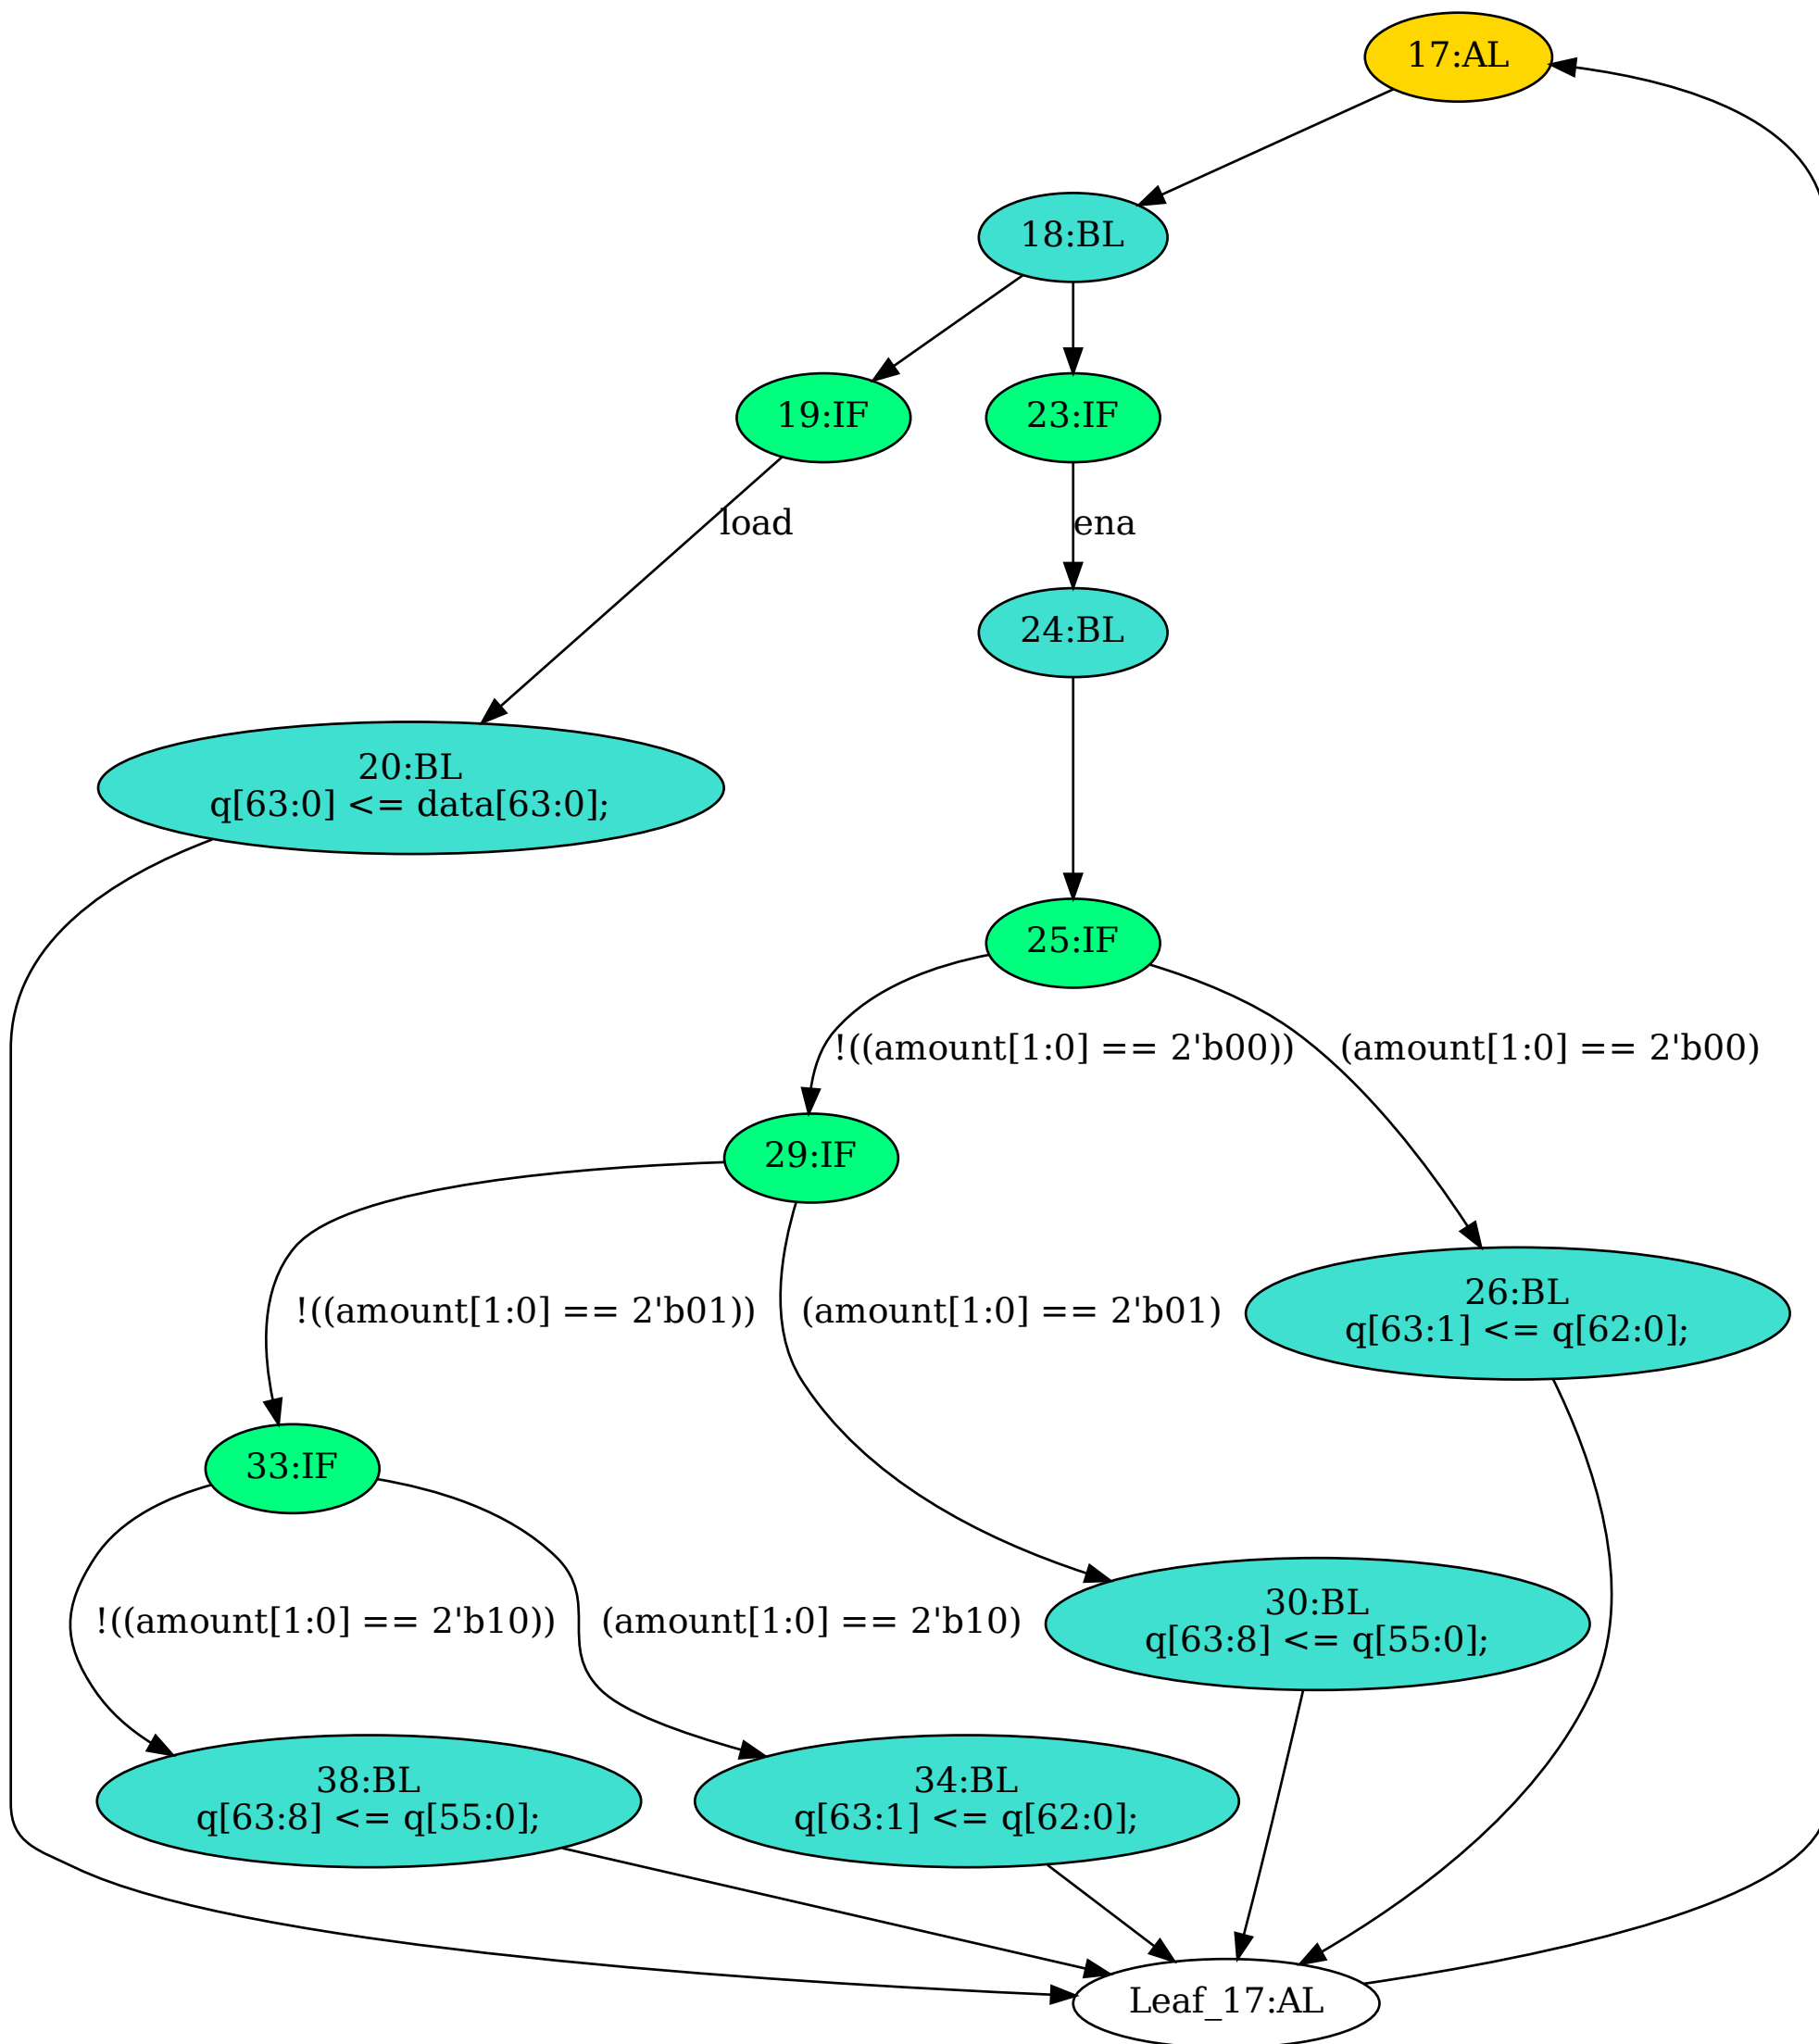 17:AL
18:BL
19:IF
23:IF
load
ena
24:BL
20:BL
q[63:0] <= data[63:0];
25:IF
!((amount[1:0] == 2'b00))
(amount[1:0] == 2'b00)
29:IF
!((amount[1:0] == 2'b01))
(amount[1:0] == 2'b01)
26:BL
q[63:1] <= q[62:0];
33:IF
!((amount[1:0] == 2'b10))
(amount[1:0] == 2'b10)
30:BL
q[63:8] <= q[55:0];
38:BL
q[63:8] <= q[55:0];
34:BL
q[63:1] <= q[62:0];
Leaf_17:AL